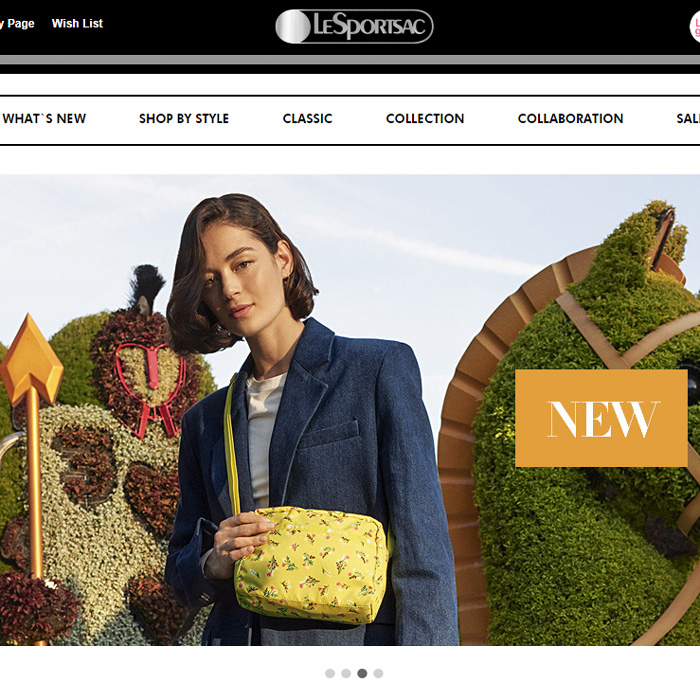 y Page Wish List
LESPORTSAC
WHAT`S NEW SHOP BY STYLE CLASSIC COLLECTION COLLABORATION SAL
NEW